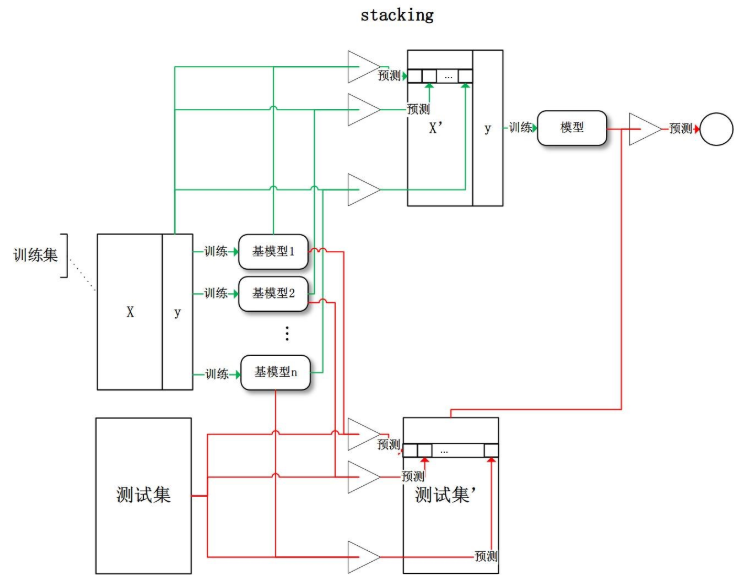 stacking
预测
预测
...
X'
y
训练
模型
预测
训练集
X
y
训练
基模型1
训练
基模型2
⋮
训练
基模型n
预测
...
预测
测试集
测试集'
预测